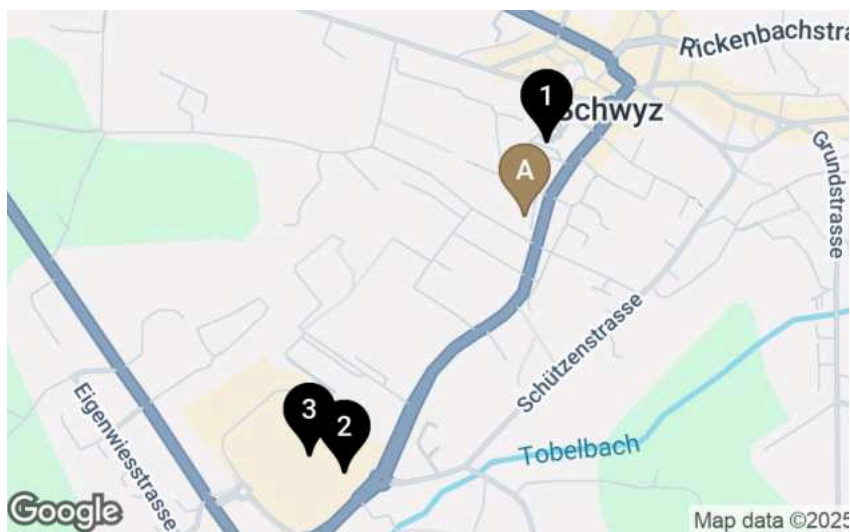 Rickenbachstra
1
Schwyz
A
Grundstrasse
Schützenstrasse
3
2
Eigenwiesstrasse
Tobelbach
Google
Map data ©2025